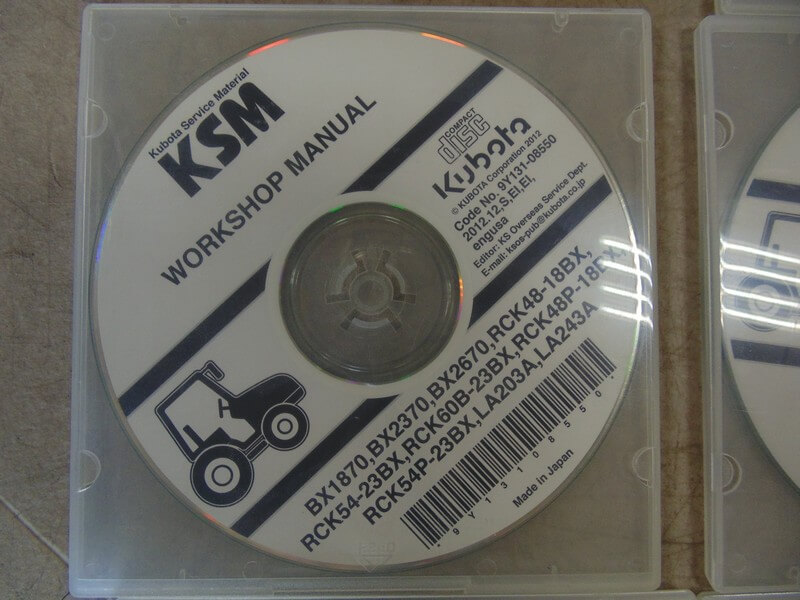 Kubota Service Material
KSM
WORKSHOP MANUAL
COMPACT
disc
Kubota
© KUBOTA Corporation 2012
Code No. 9Y131-08550
2012.12,S,EI,EI,
engusa
Editor: KS Overseas Service Dept.
E-mail: ksos-pub@kubota.co.jp
BX1870,BX2370,BX2670,RCK48-18BX,
RCK54-23BX,RCK60B-23BX,RCK48P-18BX,
RCK54P-23BX,LA203A,LA243A
9Y13108550
Made in Japan